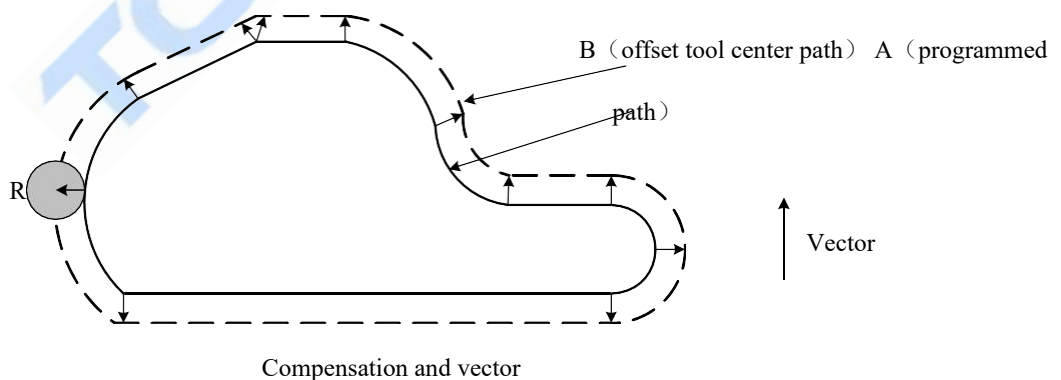 B（offset tool center path） A（programmed
path）
R
Vector
Compensation and vector